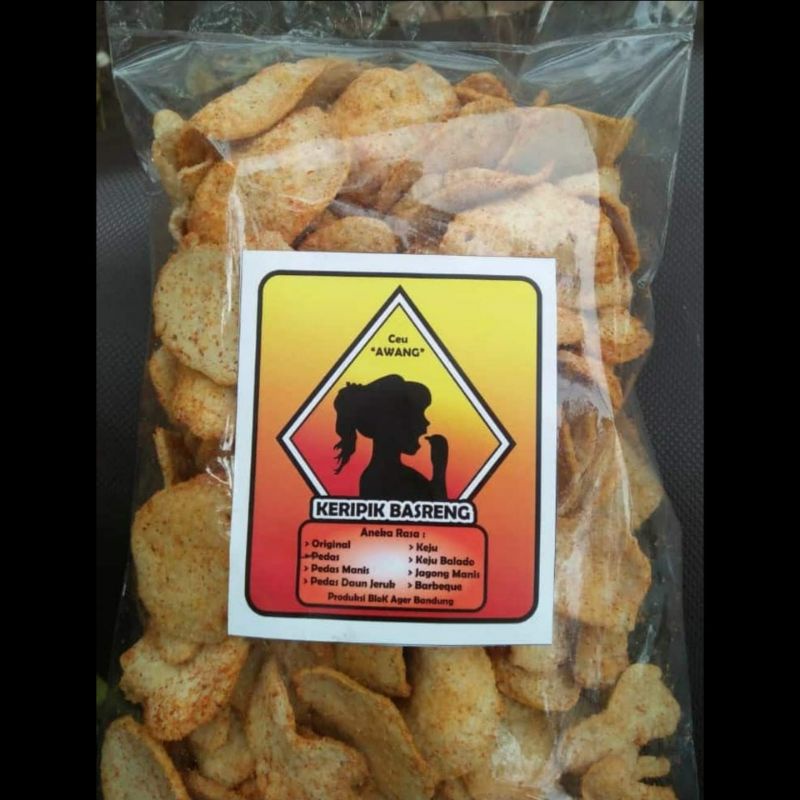 Ceu
"AWANG"
KERIPIK BASRENG
Aneka Rasa :
> Original
> Pedas
> Pedas Manis
> Pedas Daun Jeruk
> Keju
> Keju Balado
> Jagong Manis
> Barbeque
Produksi Blok Ager Bandung